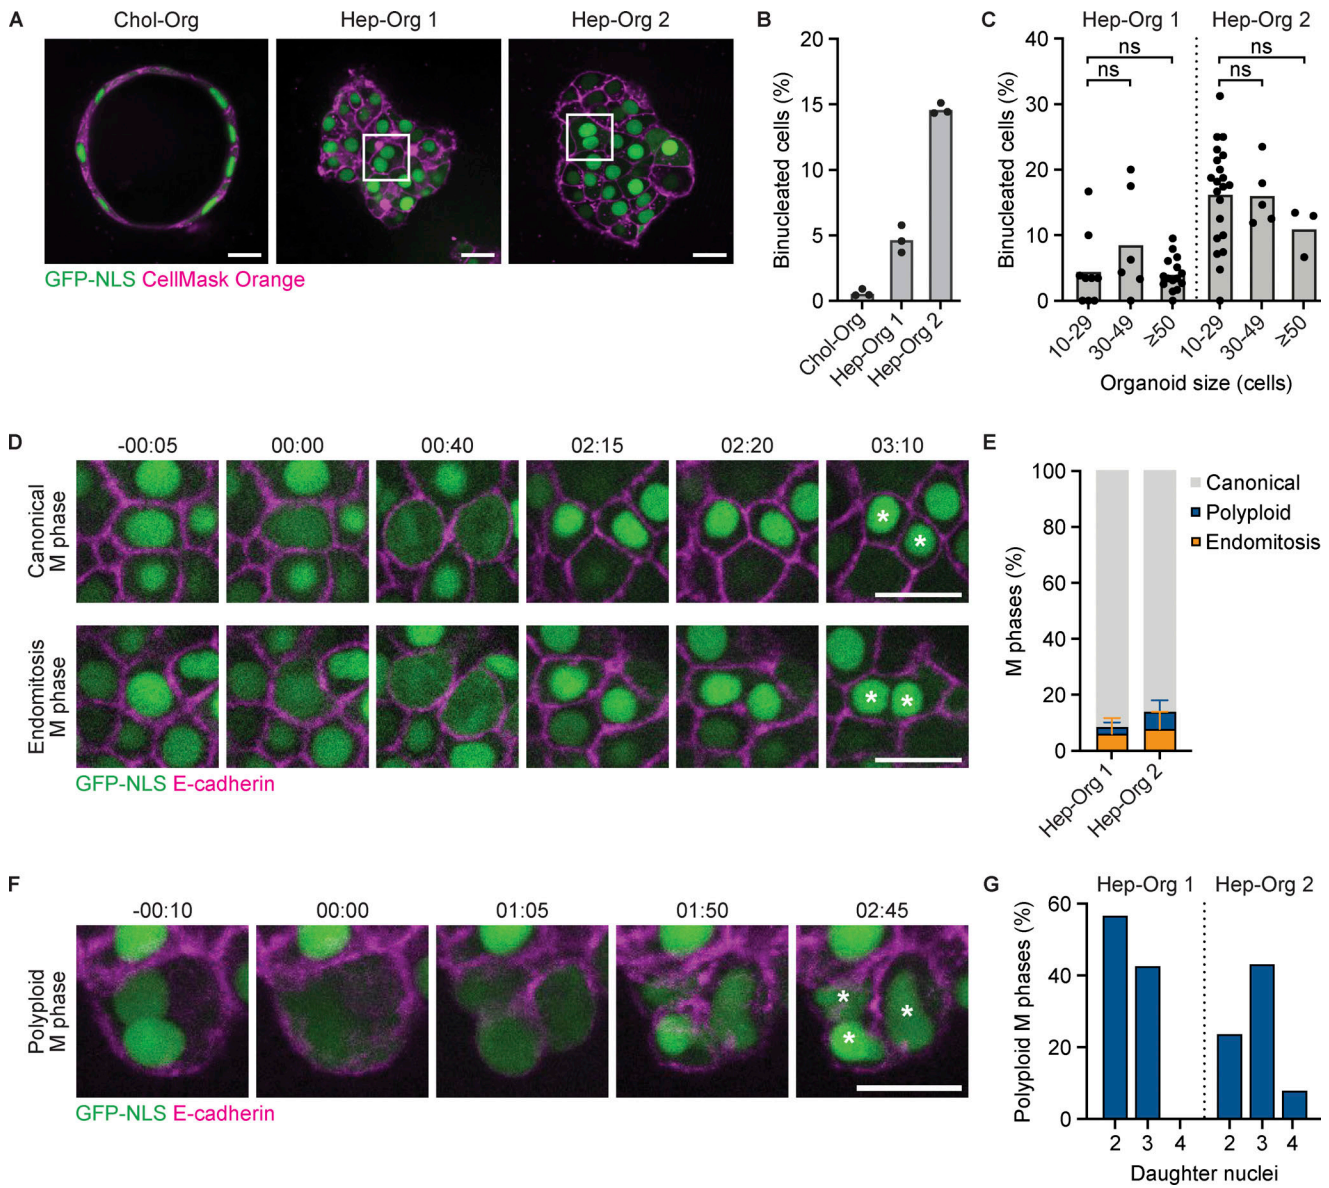 A
Chol-Org
Hep-Org 1
Hep-Org 2
GFP-NLS CellMask Orange
B
Binucleated cells (%)
20
15
10
5
0
Chol-Org
Hep-Org 1
Hep-Org 2
C
Hep-Org 1
Hep-Org 2
ns
ns
ns
ns
Binucleated cells (%)
40
30
20
10
0
10-29
30-49
≥50
10-29
30-49
≥50
Organoid size (cells)
D
-00:05
00:00
00:40
02:15
02:20
03:10
Canonical
M phase
* *
Endomitosis
M phase
* *
GFP-NLS E-cadherin
E
M phases (%)
100
80
60
40
20
0
Hep-Org 1
Hep-Org 2
Canonical
Polyploid
Endomitosis
F
-00:10
00:00
01:05
01:50
02:45
Polyploid
M phase
* * *
GFP-NLS E-cadherin
G
Hep-Org 1
Hep-Org 2
Polyploid M phases (%)
60
40
20
0
2 3 4 2 3 4
Daughter nuclei